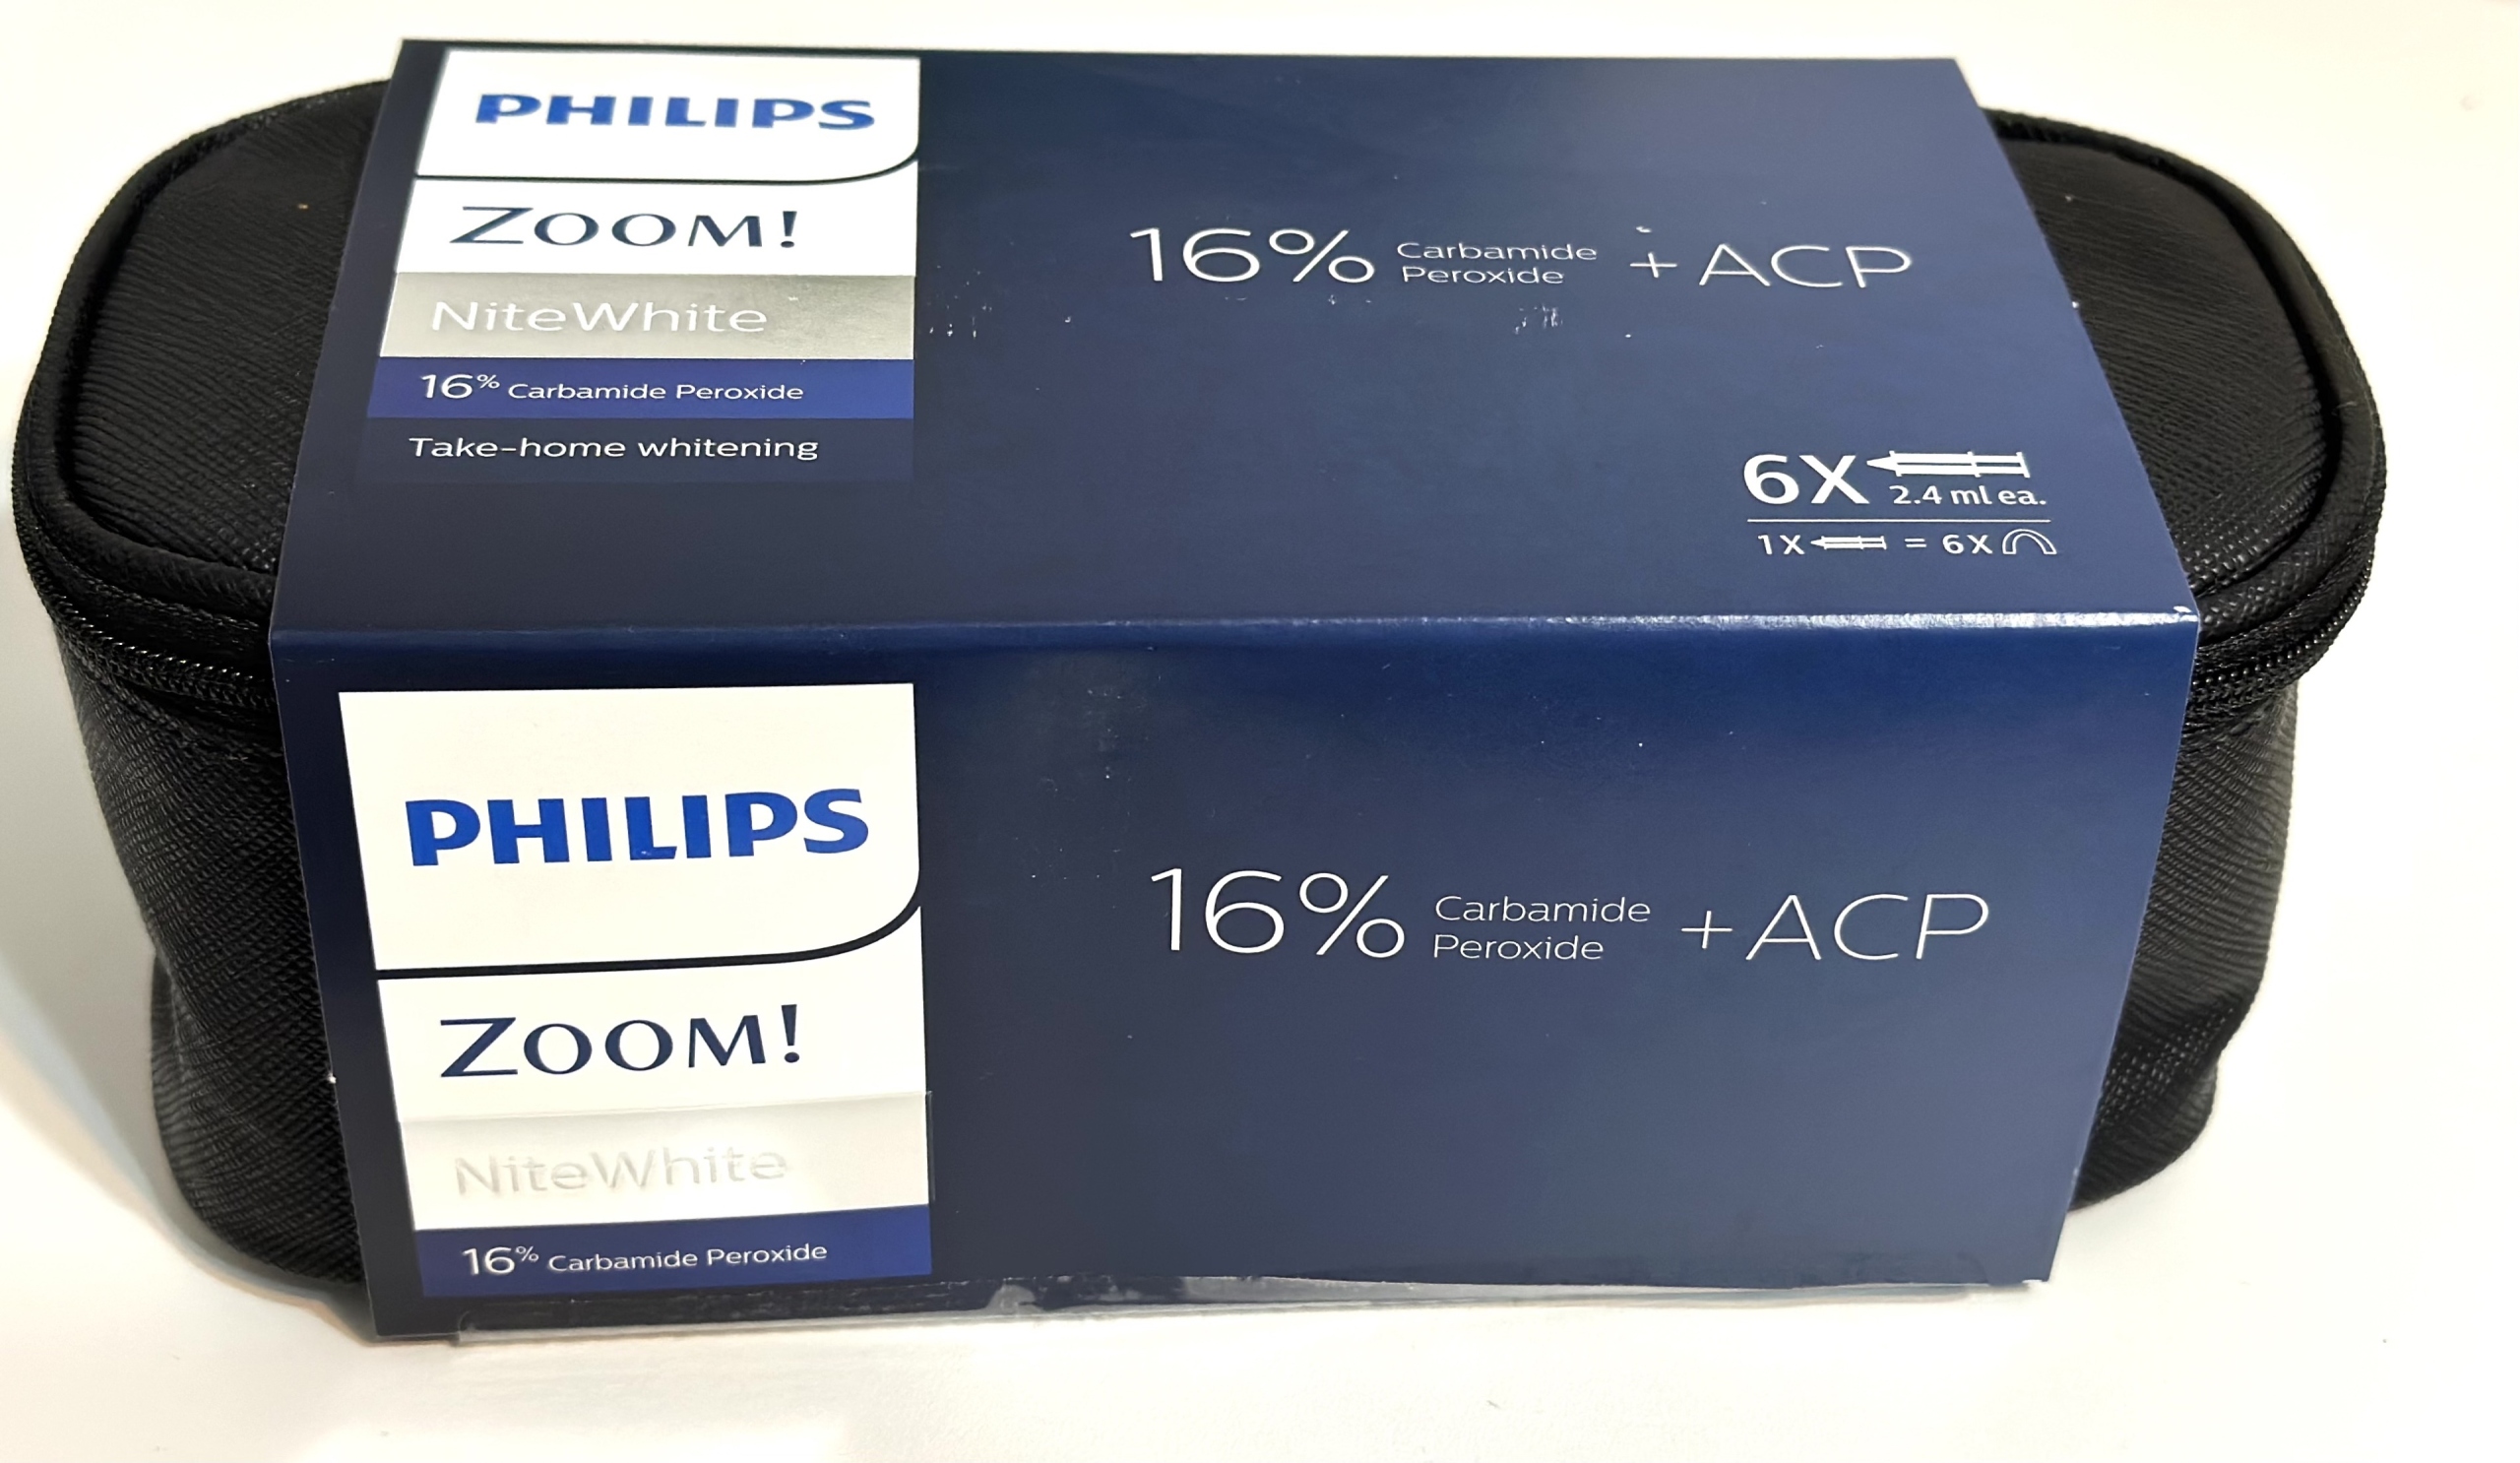 PHILIPS
ZOOM!
NiteWhite
16% Carbamide Peroxide
Take-home whitening
16% Carbamide
Peroxide + ACP
6X
2.4 ml ea.
1X = 6X
PHILIPS
ZOOM!
NiteWhite
16% Carbamide Peroxide
16% Carbamide
Peroxide + ACP